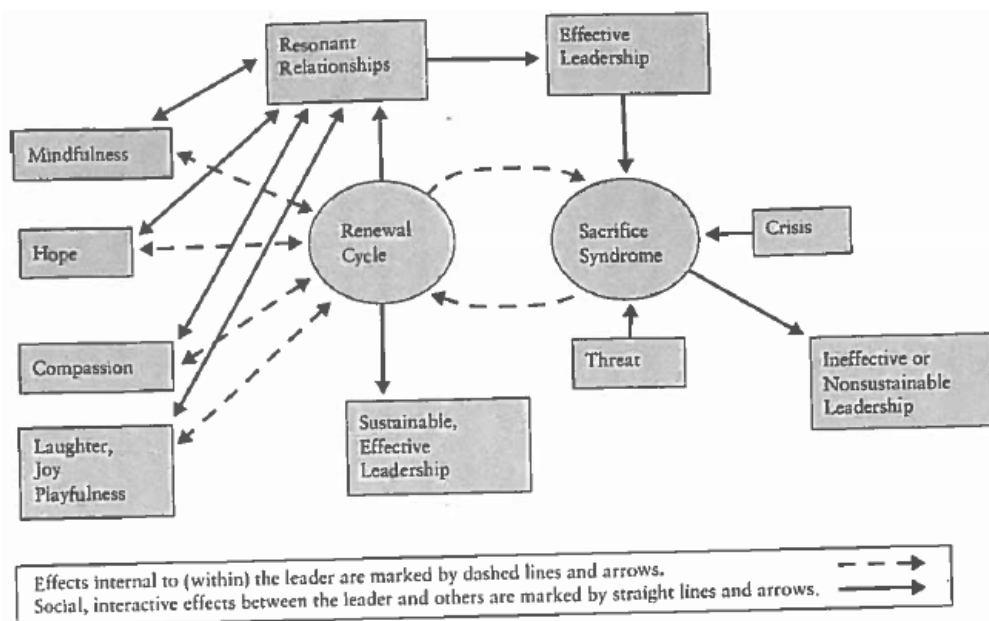 Resonant
Relationships
Effective
Leadership
Mindfulness
Hope
Renewal
Cycle
Sacrifice
Syndrome
Crisis
Compassion
Threat
Ineffective or
Nonsustainable
Leadership
Laughter,
Joy
Playfulness
Sustainable,
Effective
Leadership
Effects internal to (within) the leader are marked by dashed lines and arrows.
Social, interactive effects between the leader and others are marked by straight lines and arrows.